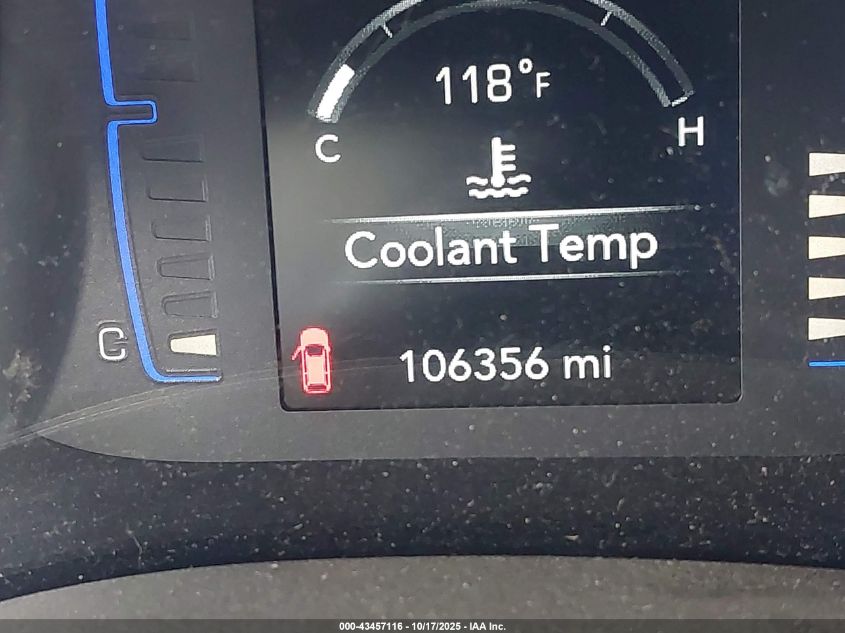 118°F
C H
Coolant Temp
C
106356 mi
000-43457116 - 10/17/2025 - IAA Inc.